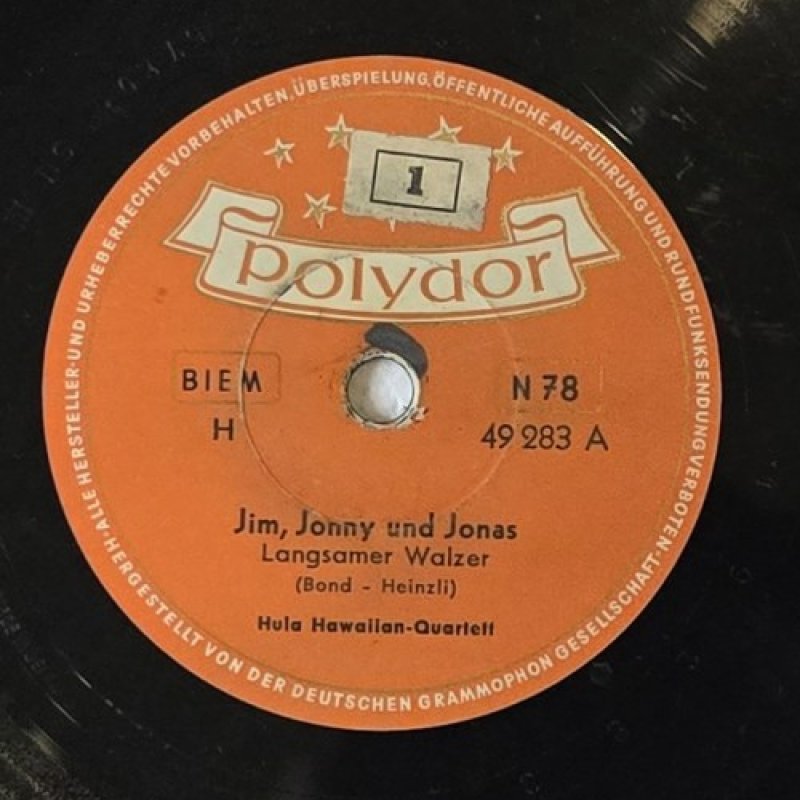 ALLE HERSTELLER-UND URHEBERRECHTE VORBEHALTEN, ÜBERSPIELUNG, ÖFFENTLICHE AUFFÜHRUNG UND RUNDFUNKSENDUNG VERBOTEN·
1
polydor
BIEM
N 78
H
49 283 A
Jim, Jonny und Jonas
Langsamer Walzer
(Bond - Heinzli)
Hula Hawaiian-Quartett
HERGESTELLT VON DER DEUTSCHEN GRAMMOPHON GESELLSCHAFT·